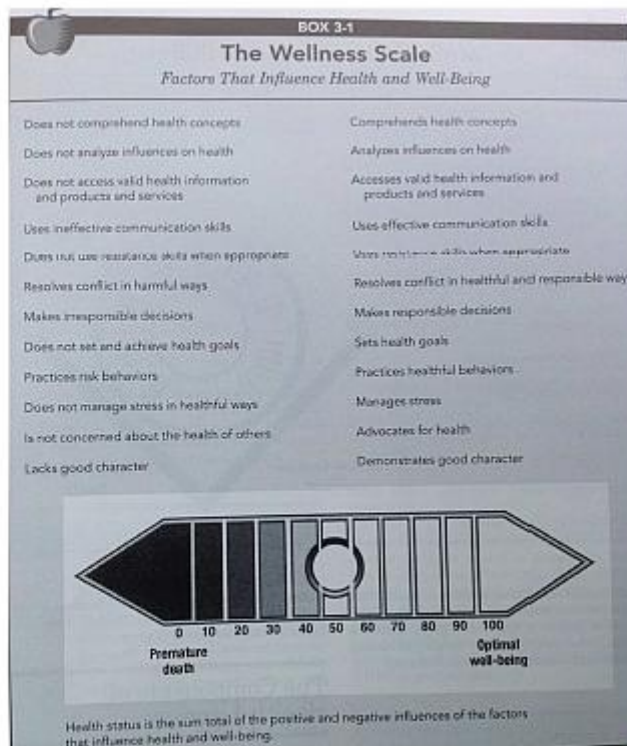 BOX 3-1
The Wellness Scale
Factors That Influence Health and Well-Being
Does not comprehend health concepts
Does not analyze influences on health
Does not access valid health information
and products and services
Uses ineffective communication skills
Does not use resistance skills when appropriate
Resolves conflict in harmful ways
Makes irresponsible decisions
Does not set and achieve health goals
Practices risk behaviors
Does not manage stress in healthful ways
Is not concerned about the health of others
Lacks good character
Comprehends health concepts
Analyzes influences on health
Accesses valid health information and
products and services
Uses effective communication skills
Uses resistance skills when appropriate
Resolves conflict in healthful and responsible way
Makes responsible decisions
Sets health goals
Practices healthful behaviors
Manages stress
Advocates for health
Demonstrates good character
0 10 20 30 40 50 60 70 80 90 100
Premature
death
Optimal
well-being
Health status is the sum total of the positive and negative influences of the factors
that influence health and well-being.